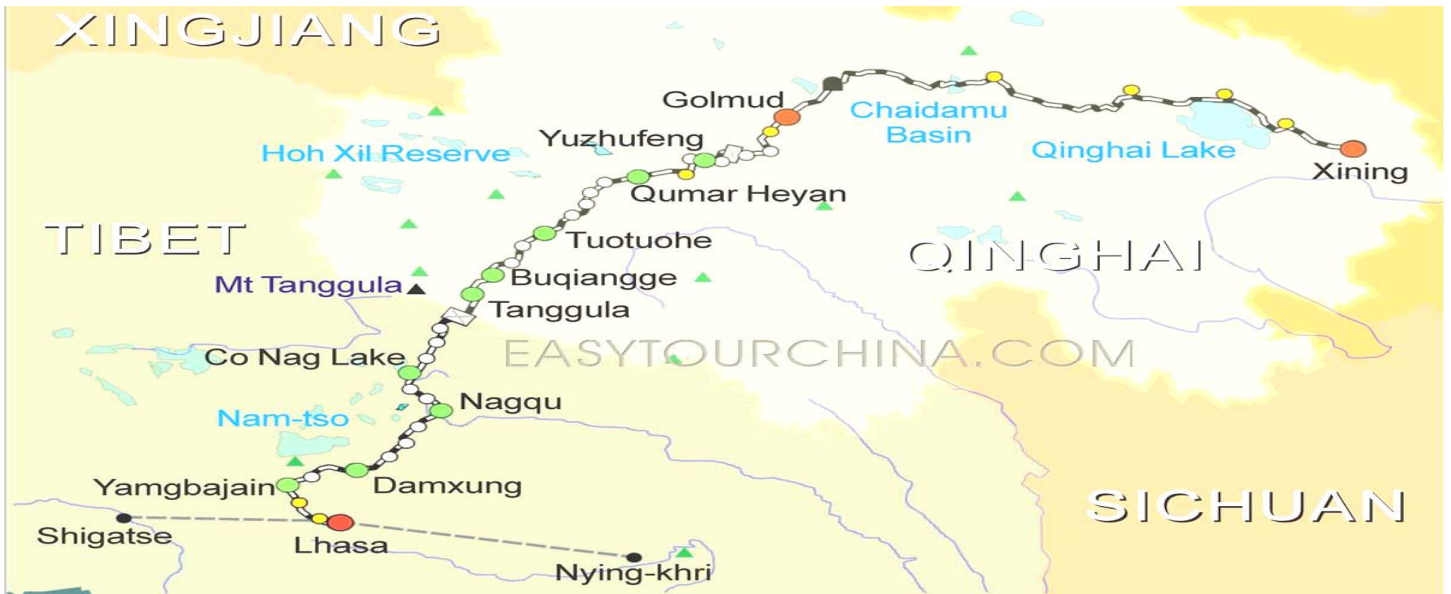 XINGJIANG
Golmud
Chaidamu
Basin
Yuzhufeng
Hoh Xil Reserve
Qinghai Lake
Xining
Qumar Heyan
TIBET
Tuotuohe
QINGHAI
Mt Tanggula
Buqiangge
Tanggula
EASYTOURCHINA.COM
Co Nag Lake
Nagqu
Nam-tso
Yamgbajain
Damxung
SICHUAN
Shigatse
Lhasa
Nying-khri